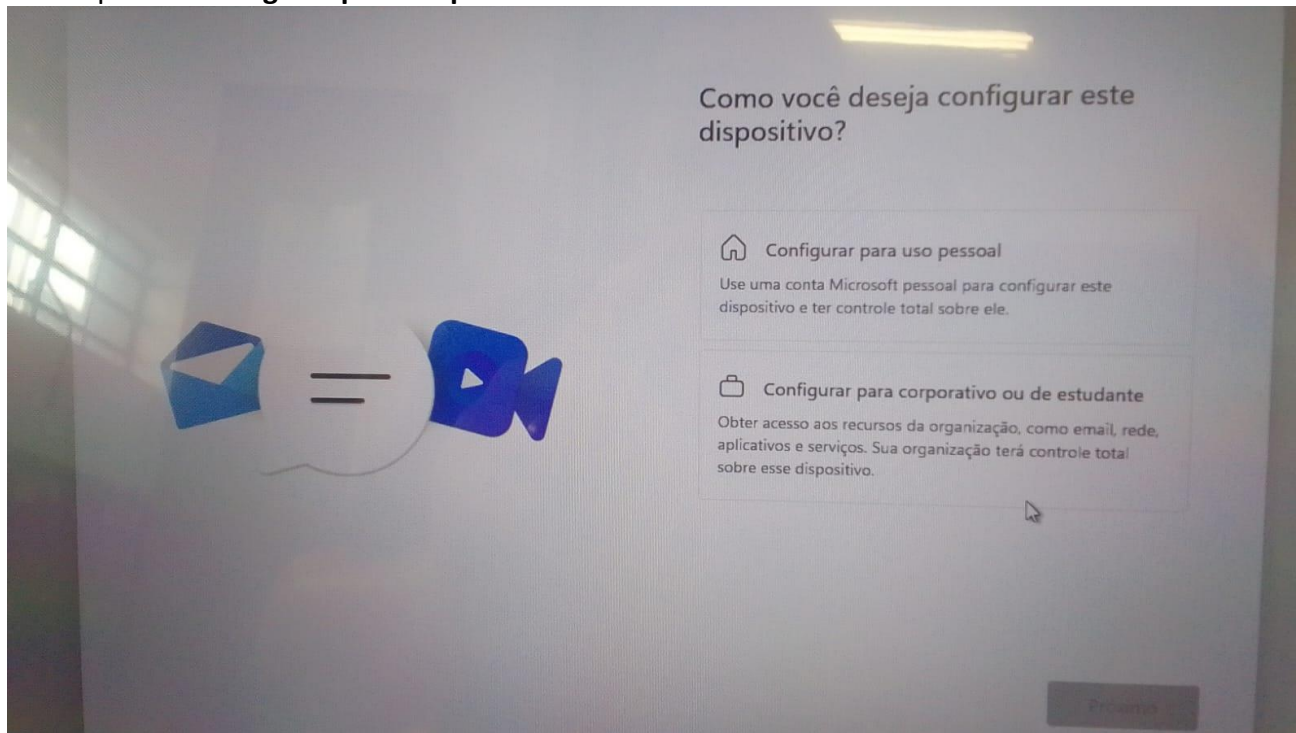 Como você deseja configurar este
dispositivo?
Configurar para uso pessoal
Use uma conta Microsoft pessoal para configurar este
dispositivo e ter controle total sobre ele.
Configurar para corporativo ou de estudante
Obter acesso aos recursos da organização, como email, rede,
aplicativos e serviços. Sua organização terá controle total
sobre esse dispositivo.
Próximo